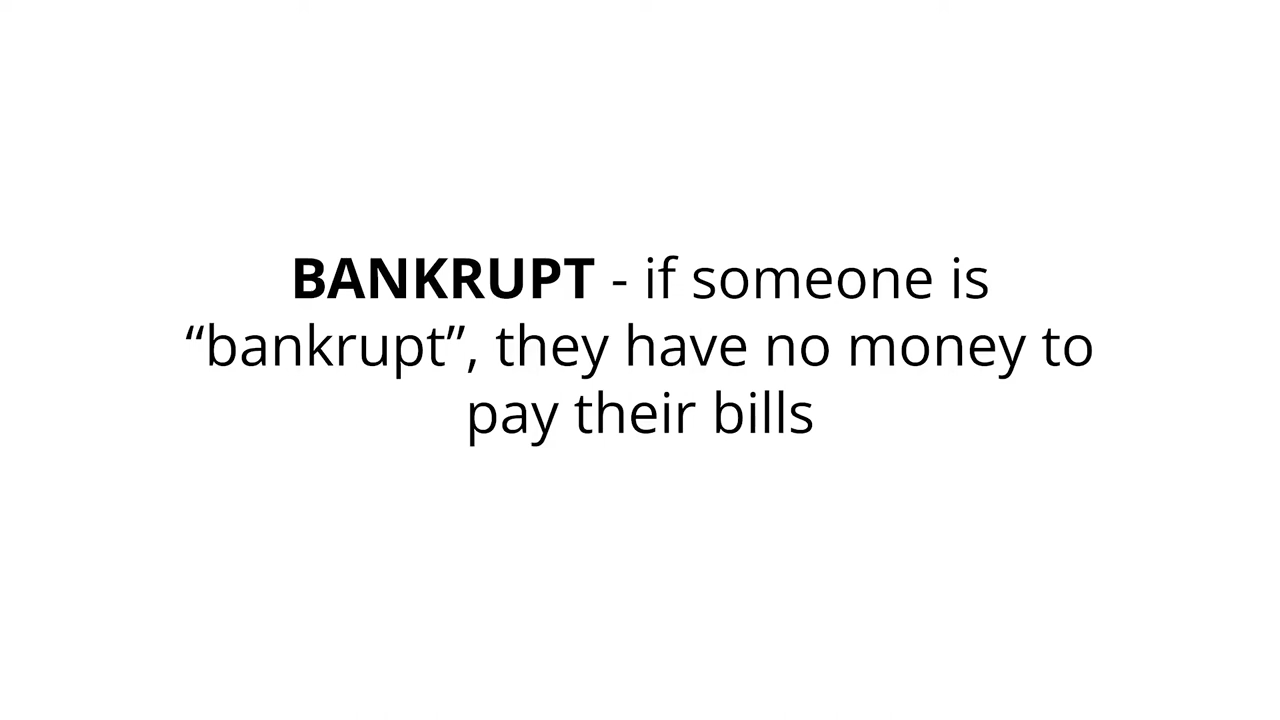 BANKRUPT - if someone is
“bankrupt”, they have no money to
pay their bills